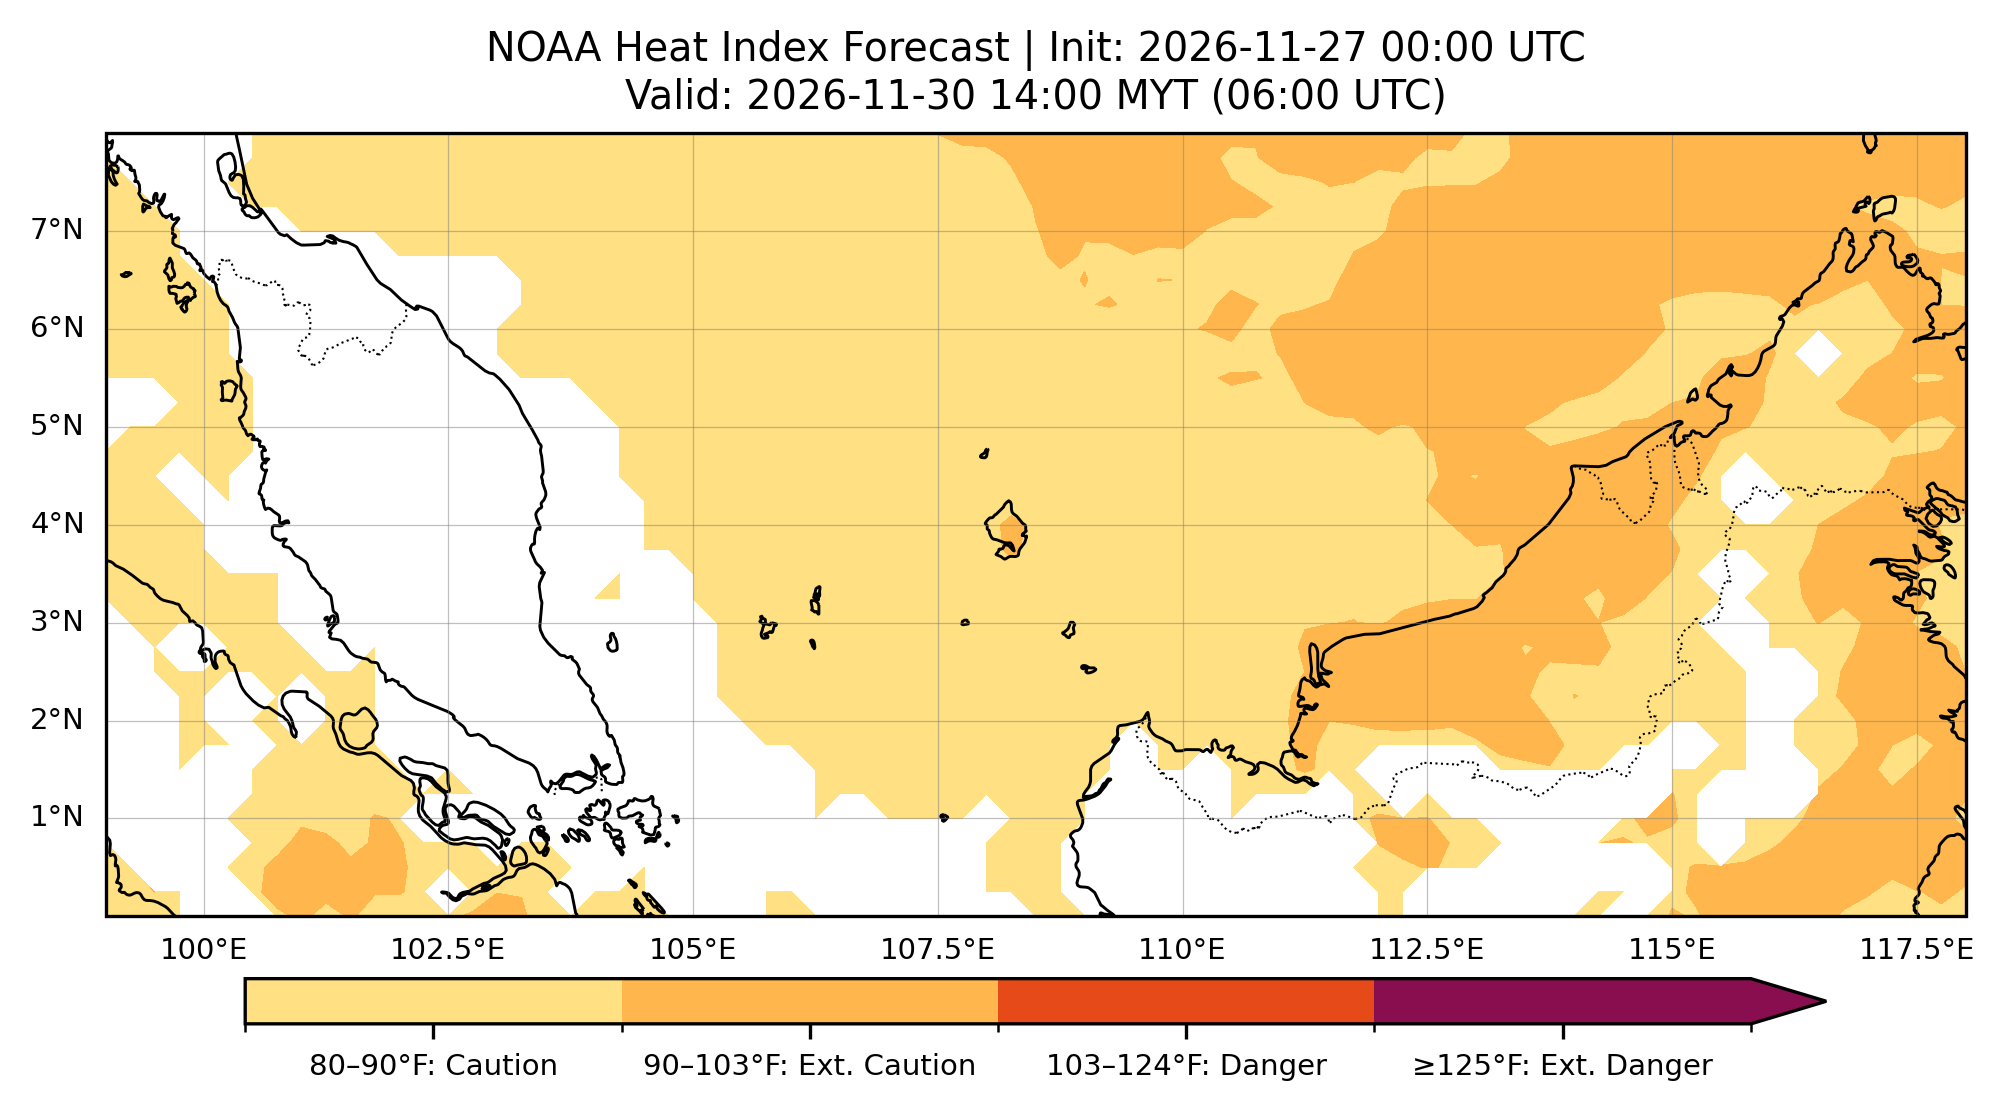 NOAA Heat Index Forecast | Init: 2026-11-27 00:00 UTC
Valid: 2026-11-30 14:00 MYT (06:00 UTC)
7°N
6°N
5°N
4°N
3°N
2°N
1°N
100°E 102.5°E 105°E 107.5°E 110°E 112.5°E 115°E 117.5°E
80–90°F: Caution 90–103°F: Ext. Caution 103–124°F: Danger ≥125°F: Ext. Danger